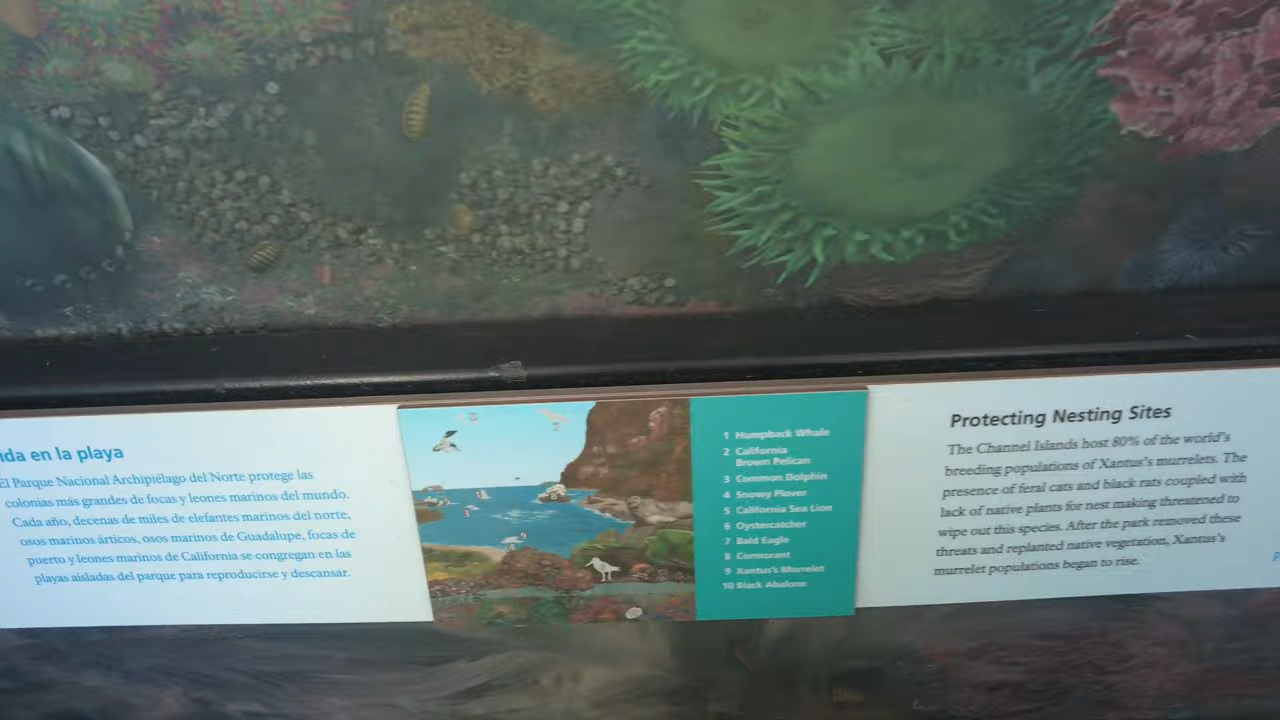 ida en la playa
El Parque Nacional Archipiélago del Norte protege las
colonias más grandes de focas y leones marinos del mundo.
Cada año, decenas de miles de elefantes marinos del norte,
osos marinos árticos, osos marinos de Guadalupe, focas de
puerto y leones marinos de California se congregan en las
playas aisladas del parque para reproducirse y descansar.
1 Humpback Whale
2 California
Brown Pelican
3 Common Dolphin
4 Snowy Plover
5 California Sea Lion
6 Oystercatcher
7 Bald Eagle
8 Cormorant
9 Xantus's Murrelet
10 Black Abalone
Protecting Nesting Sites
The Channel Islands host 80% of the world's
breeding populations of Xantus's murrelets. The
presence of feral cats and black rats coupled with
lack of native plants for nest making threatened to
wipe out this species. After the park removed these
threats and replanted native vegetation, Xantus's
murrelet populations began to rise.